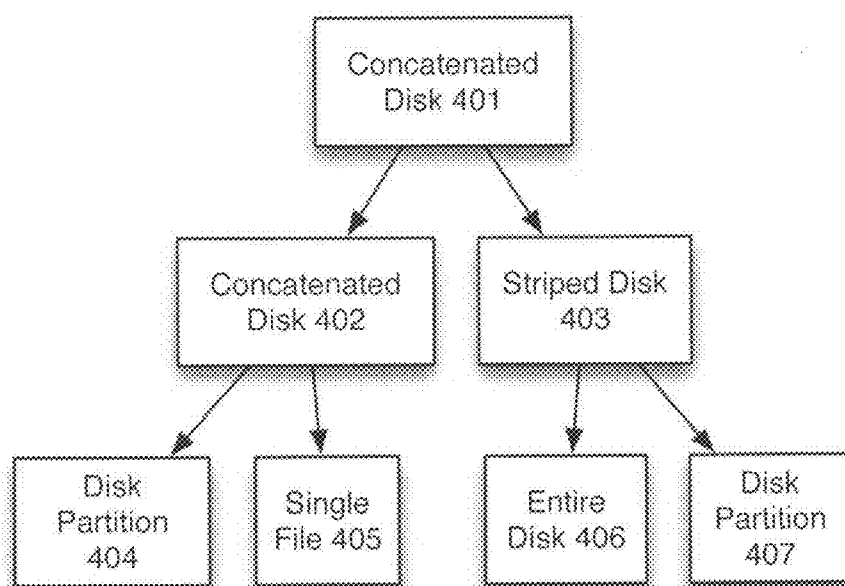 Concatenated
Disk 401
Concatenated
Disk 402
Striped Disk
403
Disk
Partition
404
Single
File 405
Entire
Disk 406
Disk
Partition
407